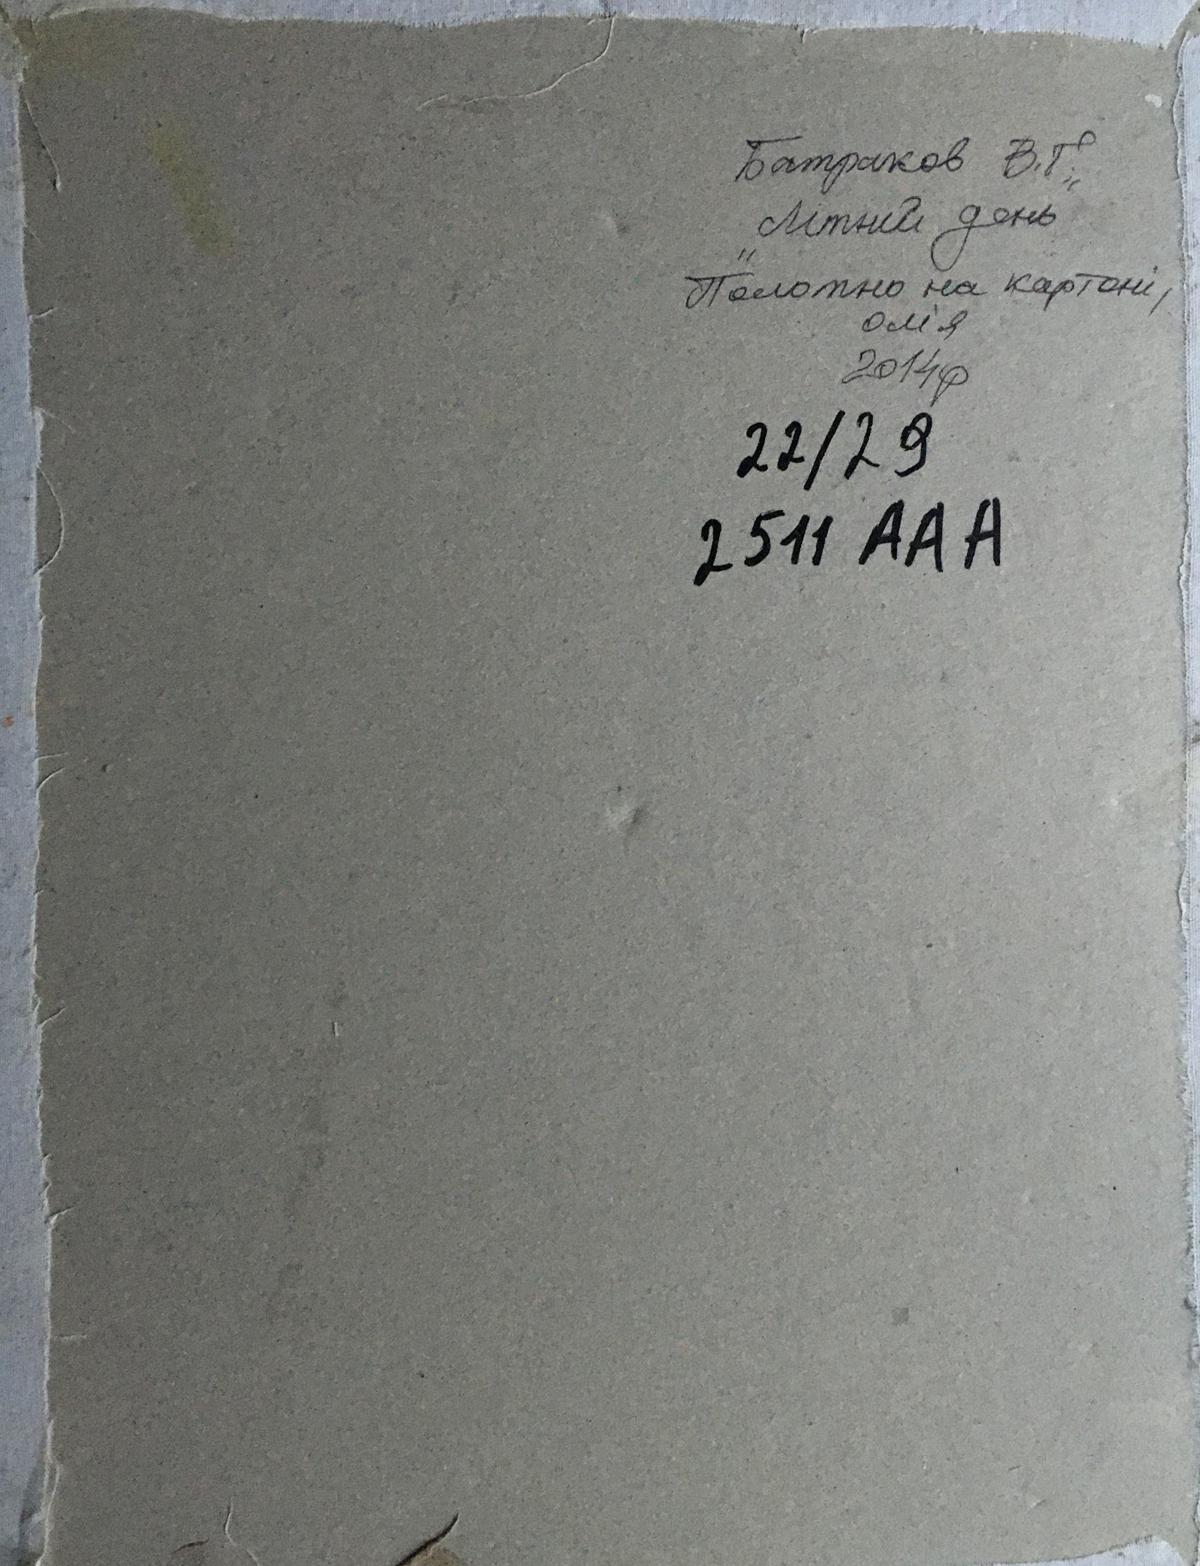 Батраков В.Г.
„Літній день"
Полотно на картоні,
олія
2014р
22/29
2511 ААА